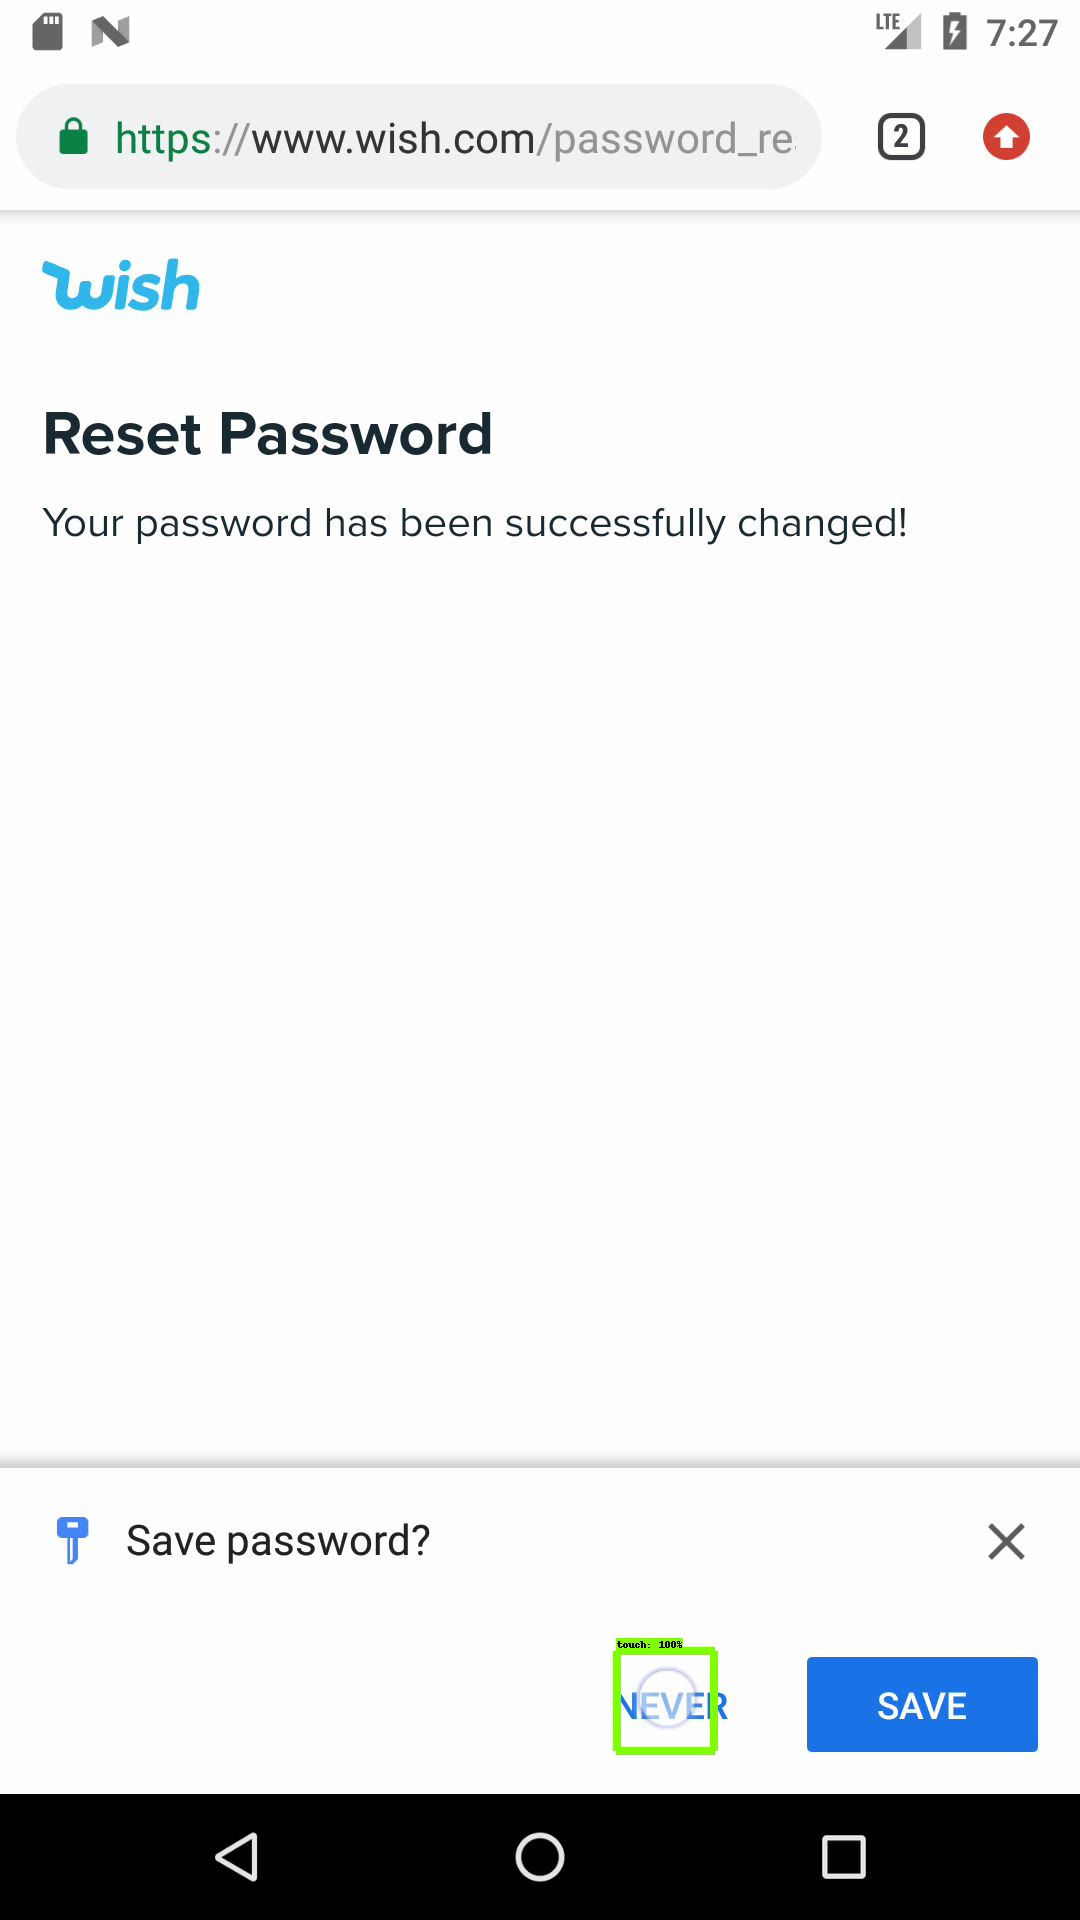 LTE 7:27
https://www.wish.com/password_re
2
wish
Reset Password
Your password has been successfully changed!
Save password?
touch: 100%
NEVER
SAVE